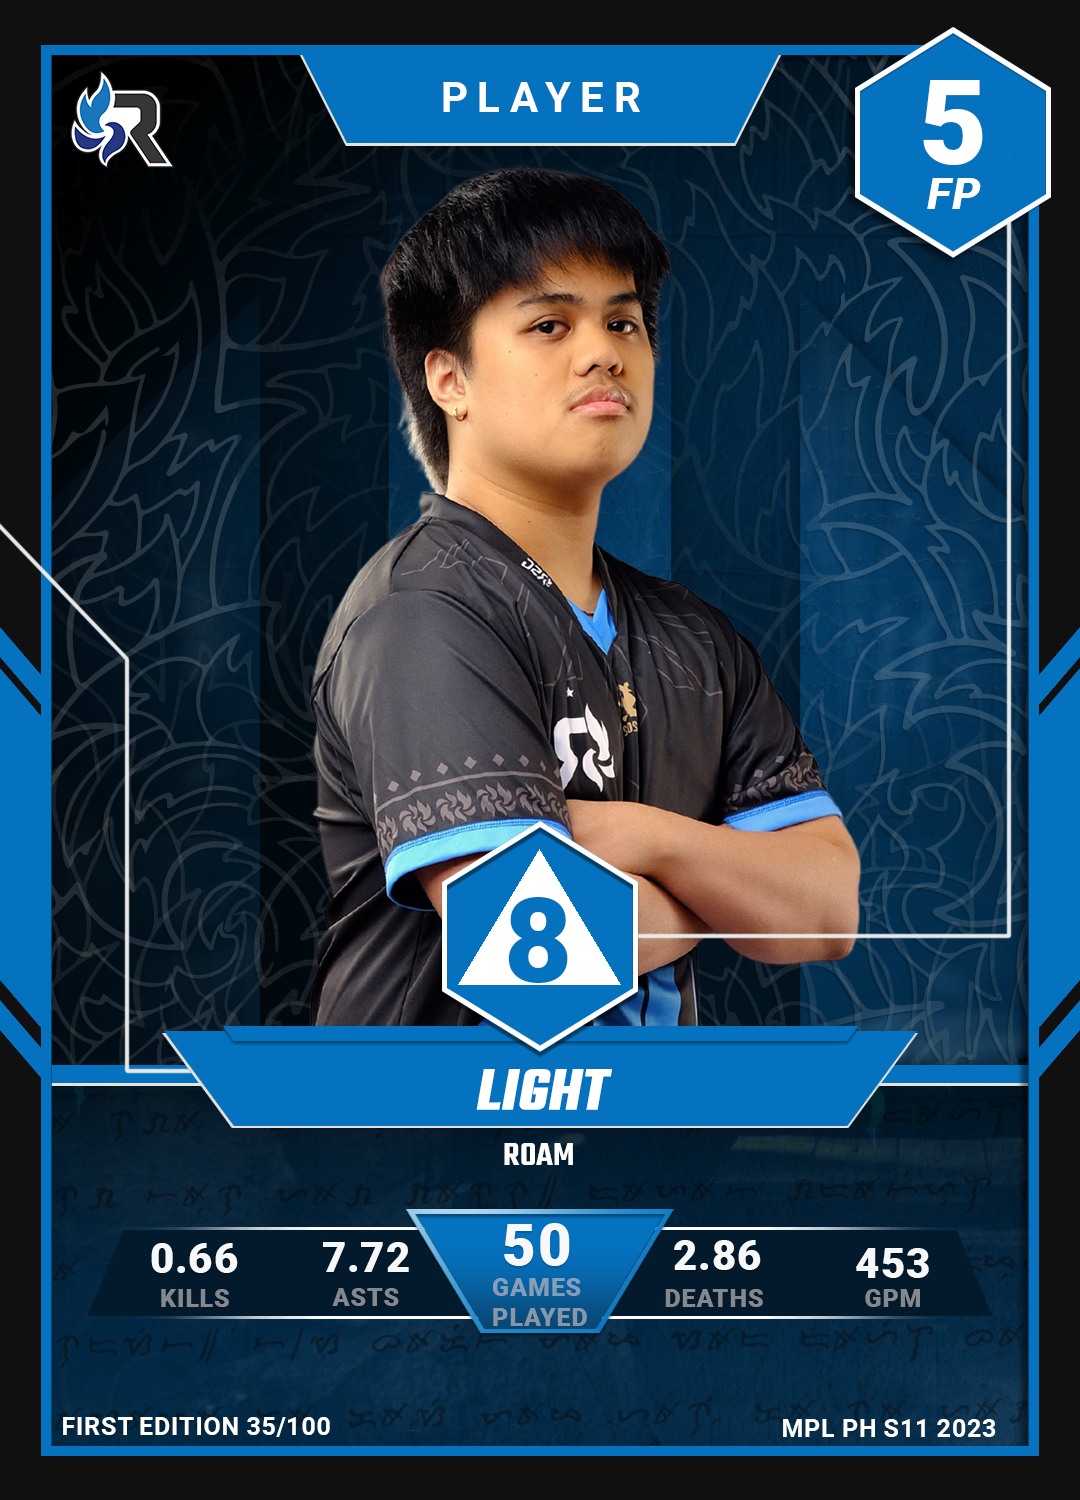 PLAYER
5
FP
R
8
LIGHT
ROAM
0.66
KILLS
7.72
ASTS
50
GAMES
PLAYED
2.86
DEATHS
453
GPM
FIRST EDITION 35/100
MPL PH S11 2023